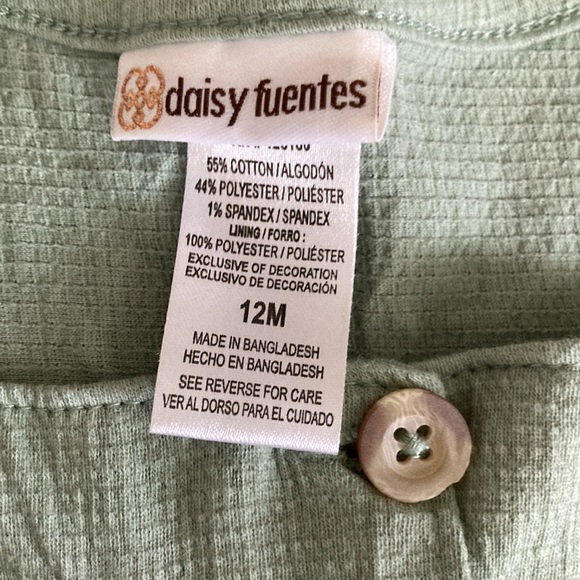 daisy fuentes
55% COTTON / ALGODÓN
44% POLYESTER / POLIÉSTER
1% SPANDEX / SPANDEX
LINING / FORRO :
100% POLYESTER / POLIÉSTER
EXCLUSIVE OF DECORATION
EXCLUSIVO DE DECORACIÓN
12M
MADE IN BANGLADESH
HECHO EN BANGLADESH
SEE REVERSE FOR CARE
VER AL DORSO PARA EL CUIDADO